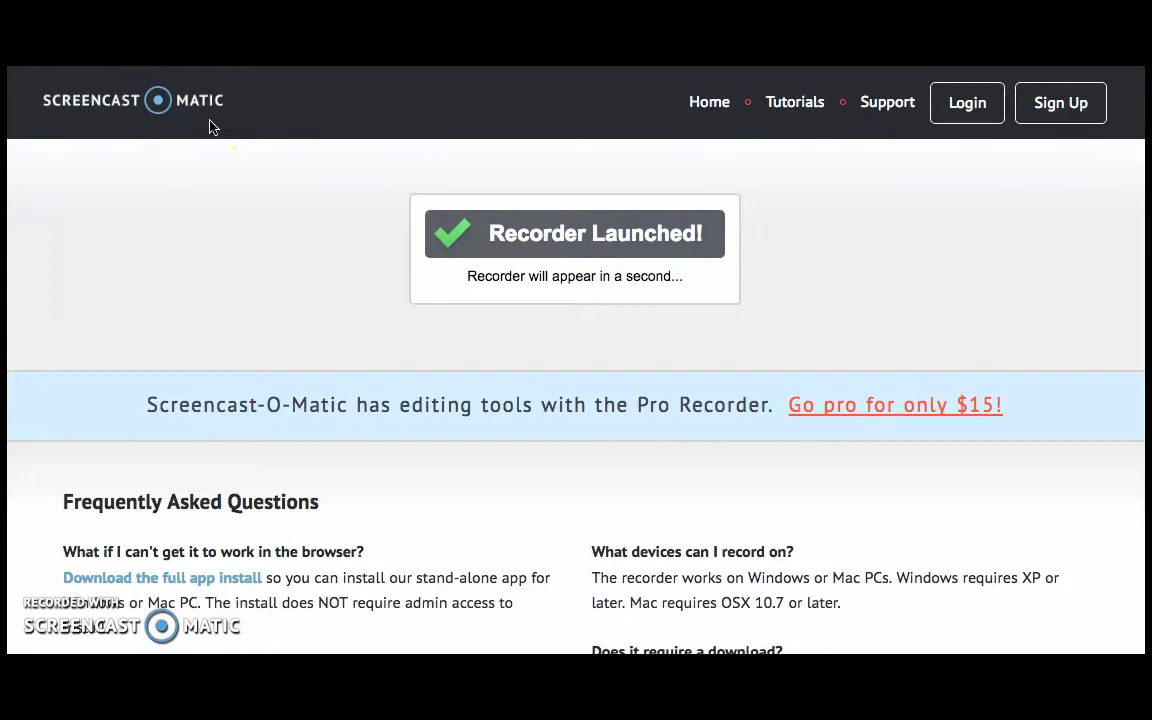 SCREENCAST MATIC
Home Tutorials Support Login Sign Up
Recorder Launched!
Recorder will appear in a second...
Screencast-O-Matic has editing tools with the Pro Recorder. Go pro for only $15!
Frequently Asked Questions
What if I can't get it to work in the browser?
Download the full app install so you can install our stand-alone app for
or Mac PC. The install does NOT require admin access to
What devices can I record on?
The recorder works on Windows or Mac PCs. Windows requires XP or
later. Mac requires OSX 10.7 or later.
Does it require a download?
RECORDED WITH
SCREENCAST MATIC